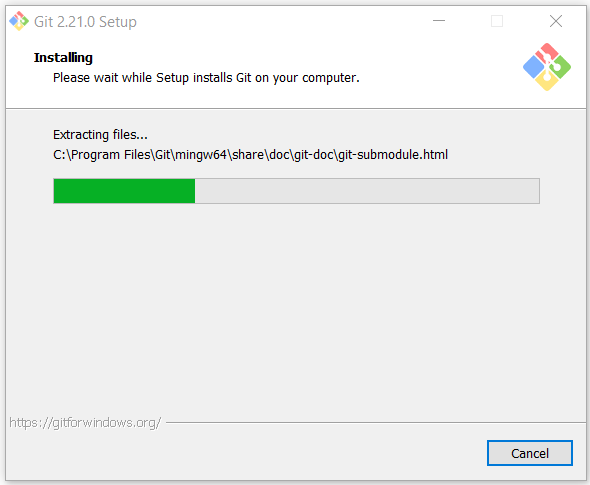 Git 2.21.0 Setup
Installing
Please wait while Setup installs Git on your computer.
Extracting files...
C:\Program Files\Git\mingw64\share\doc\git-doc\git-submodule.html
https://gitforwindows.org/
Cancel